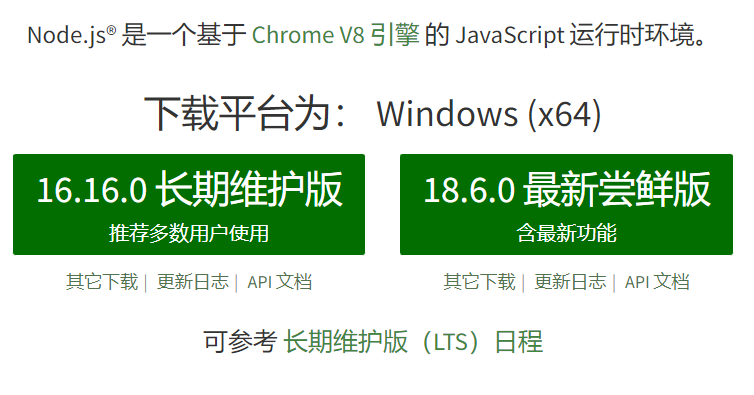 Node.js® 是一个基于 Chrome V8 引擎 的 JavaScript 运行时环境。
下载平台为： Windows (x64)
16.16.0 长期维护版
推荐多数用户使用
18.6.0 最新尝鲜版
含最新功能
其它下载 | 更新日志 | API 文档
其它下载 | 更新日志 | API 文档
可参考 长期维护版（LTS）日程